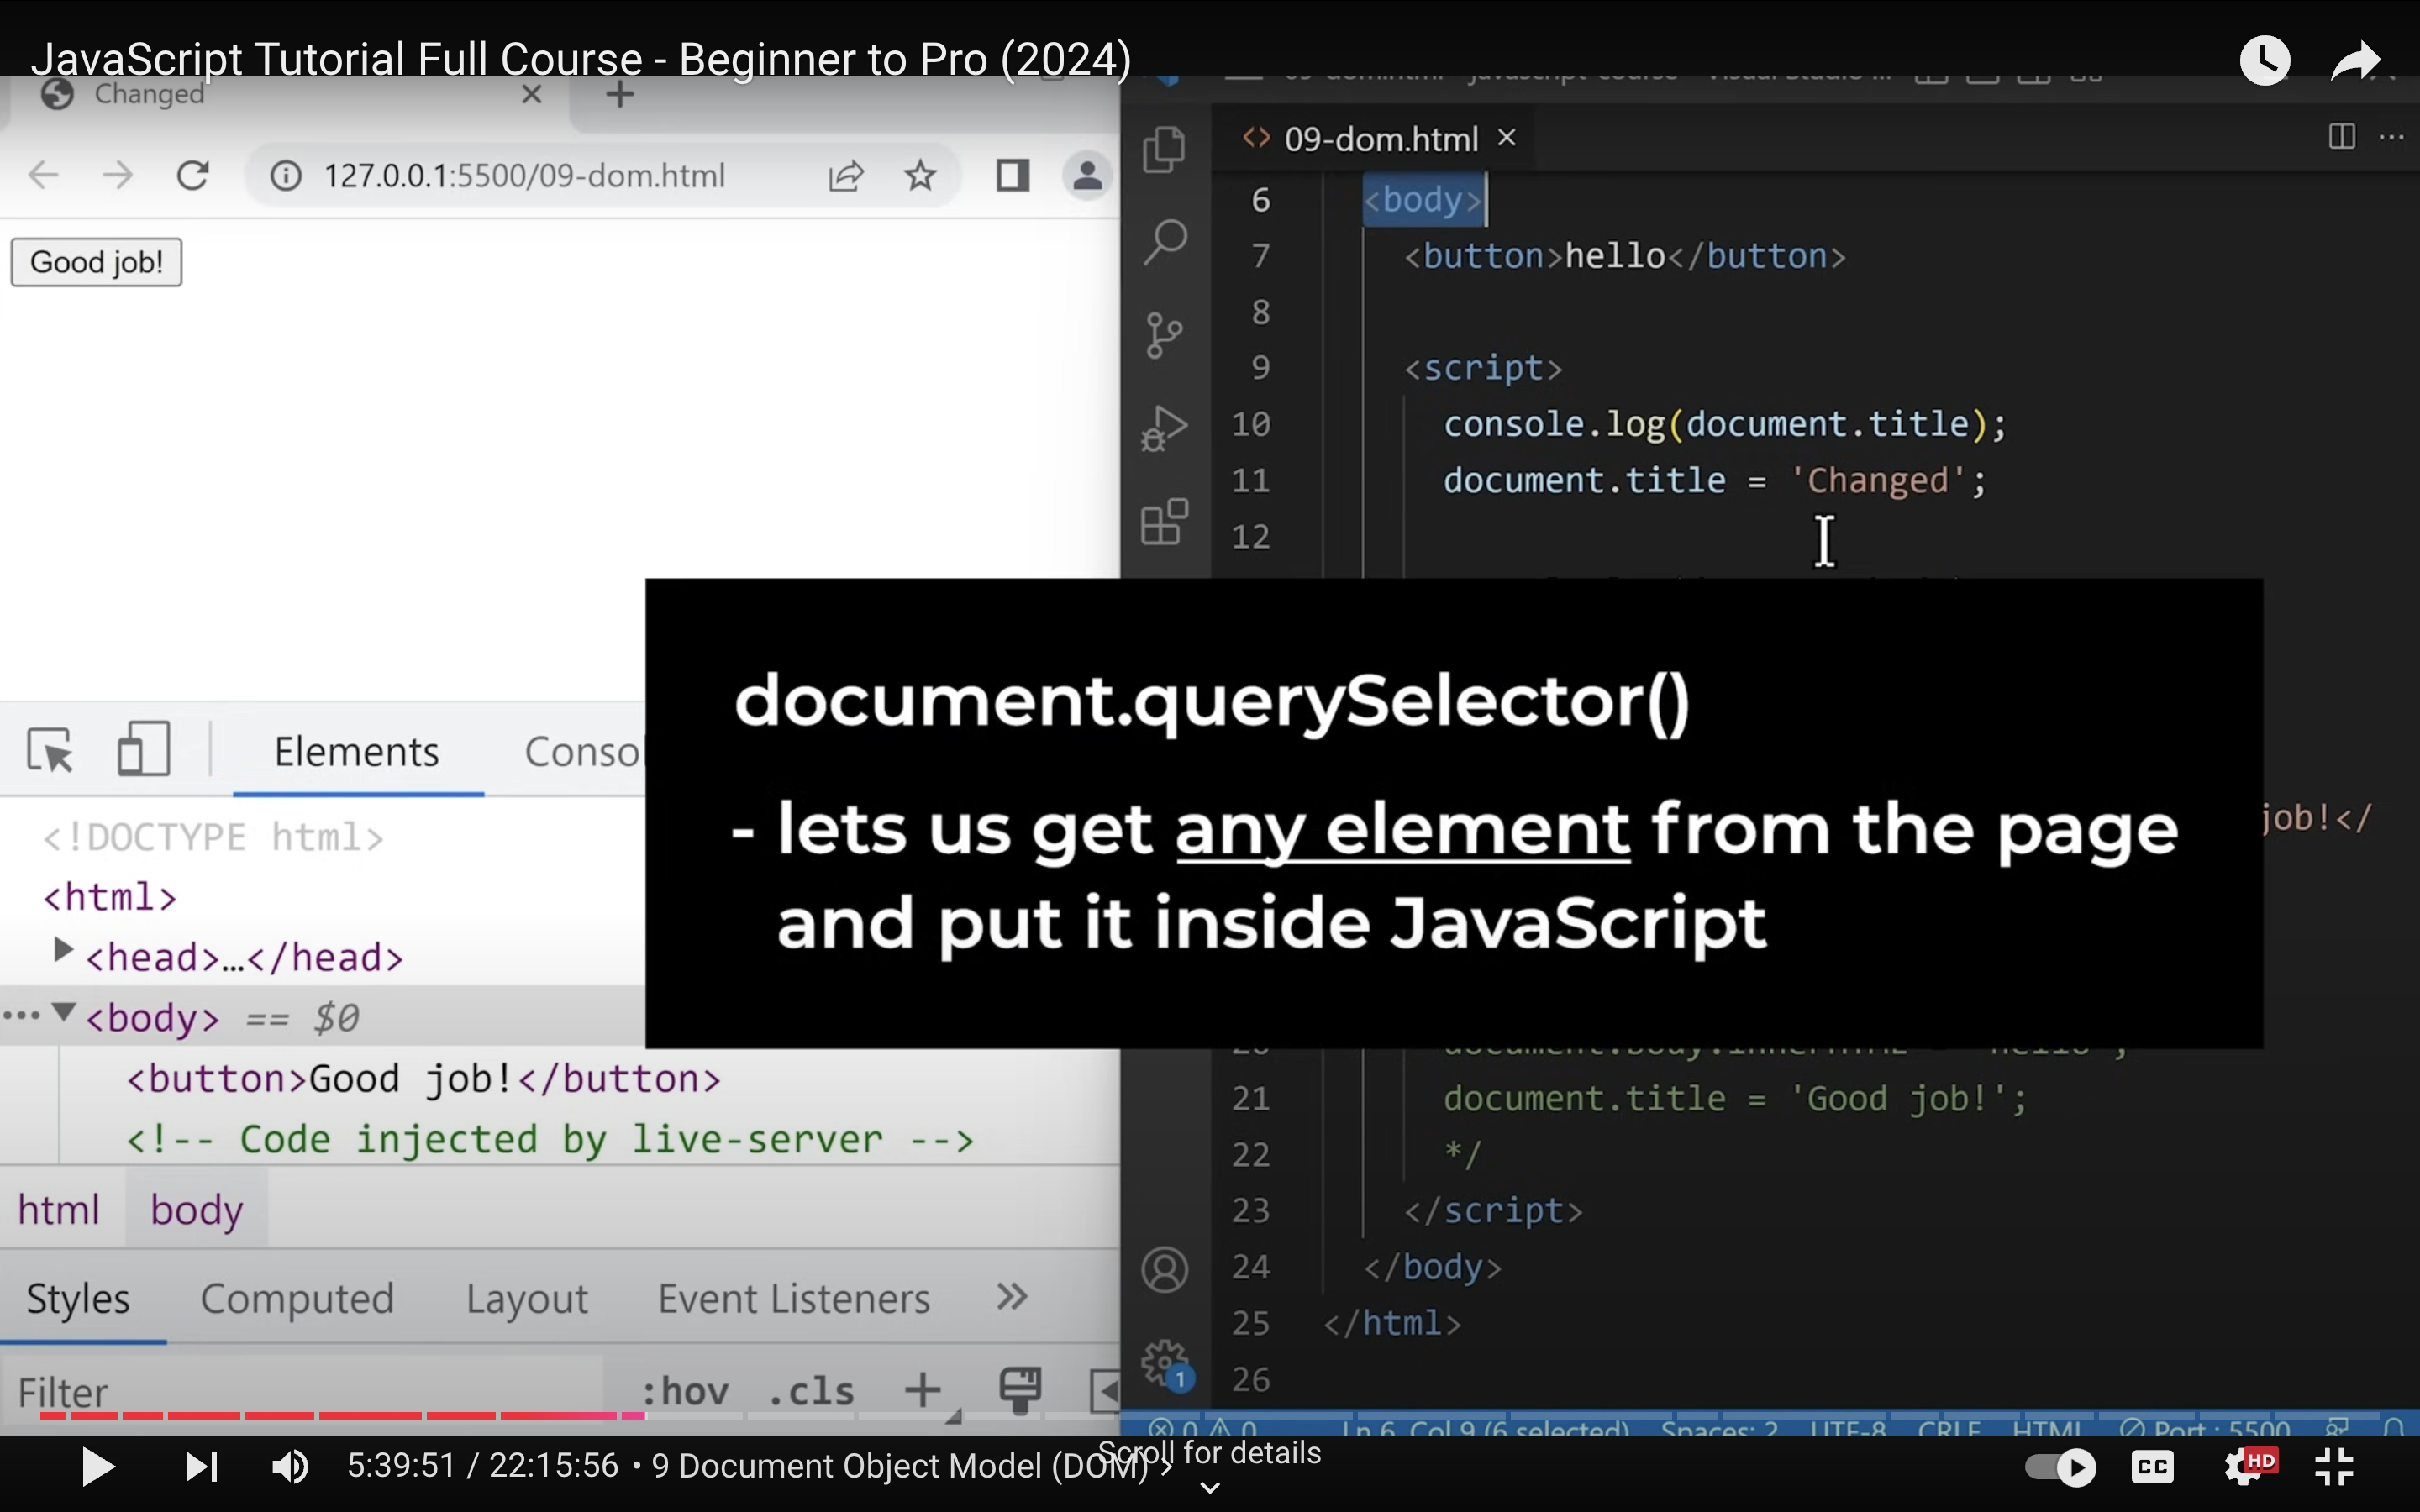 JavaScript Tutorial Full Course - Beginner to Pro (2024)
Changed
127.0.0.1:5500/09-dom.html
Good job!
Elements
<!DOCTYPE html>
<html>
<head>…</head>
<body> == $0
<button>Good job!</button>
<!-- Code injected by live-server -->
html body
Styles Computed Layout Event Listeners
Filter :hov .cls
09-dom.html
6 <body>
7 <button>hello</button>
8
9 <script>
10 console.log(document.title);
11 document.title = 'Changed';
12
document.querySelector()
- lets us get any element from the page
and put it inside JavaScript
job!</
21 document.title = 'Good job!';
22 */
23 </script>
24 </body>
25 </html>
26
1
Ln 6, Col 9 (6 selected) Spaces: 2 UTF-8 CRLF HTML Port : 5500
5:39:51 / 22:15:56 • 9 Document Object Model (DOM)
Scroll for details
CC
HD